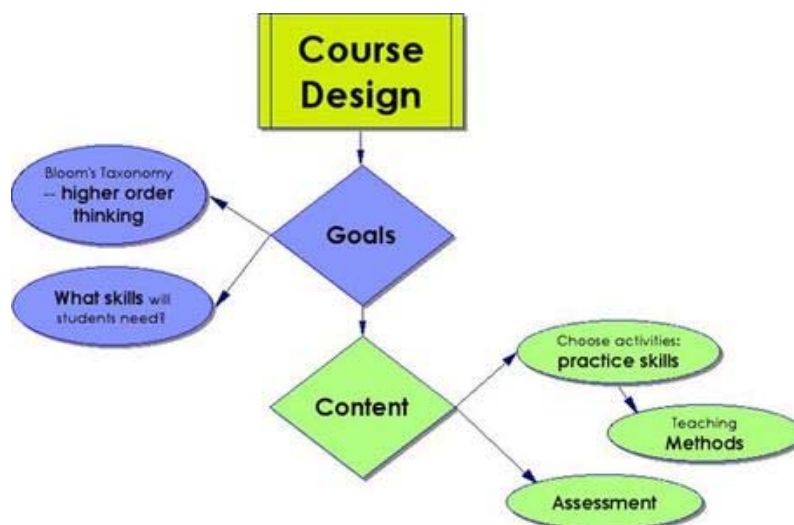 Course
Design
Bloom's Taxonomy
-- higher order
thinking
Goals
What skills will
students need?
Choose activities:
practice skills
Content
Teaching
Methods
Assessment